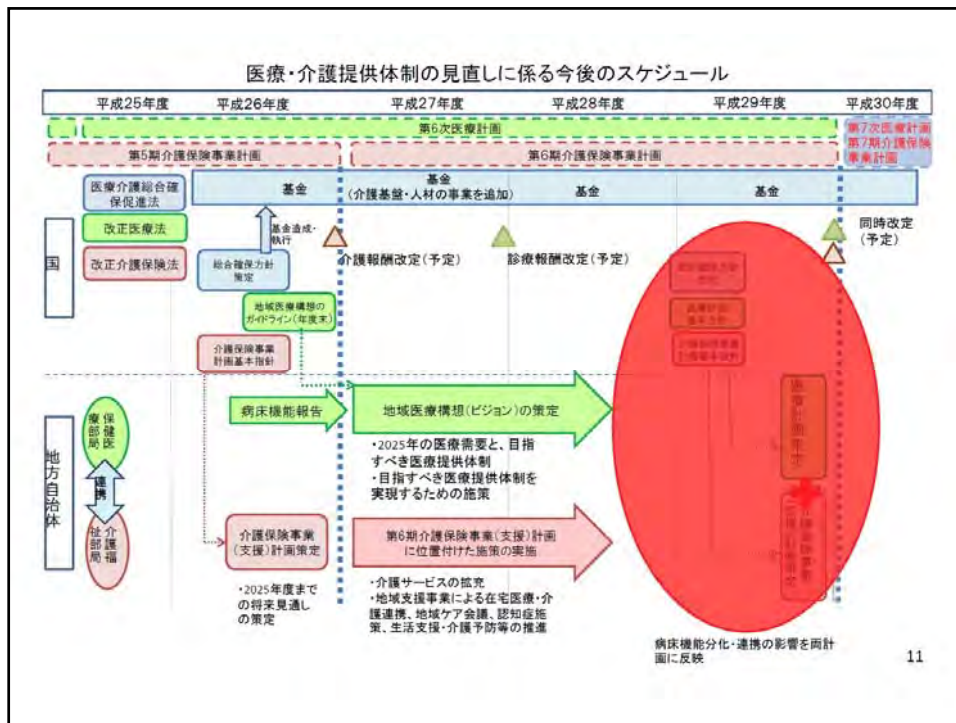 医療・介護提供体制の見直しに係る今後のスケジュール
平成25年度
平成26年度
平成27年度
平成28年度
平成29年度
平成30年度
第6次医療計画
第7次医療計画
第7期介護保険
事業計画
第5期介護保険事業計画
第6期介護保険事業計画
医療介護総合確
保促進法
基金
基金
(介護基盤・人材の事業を追加)
基金
基金
改正医療法
改正介護保険法
国
基金造成・
執行
総合確保方針
策定
介護報酬改定(予定)
診療報酬改定(予定)
同時改定
(予定)
地域医療構想の
ガイドライン(年度末)
介護保険事業
計画基本指針
地方自治体
保健医
療部局
連携
介護福
祉部局
病床機能報告
地域医療構想(ビジョン)の策定
・2025年の医療需要と、目指
すべき医療提供体制
・目指すべき医療提供体制を
実現するための施策
医療計画策定
介護保険事業
(支援)計画策定
・2025年度まで
の将来見通し
の策定
第6期介護保険事業(支援)計画
に位置付けた施策の実施
・介護サービスの拡充
・地域支援事業による在宅医療・介
護連携、地域ケア会議、認知症施
策、生活支援・介護予防等の推進
病床機能分化・連携の影響を両計
画に反映
11